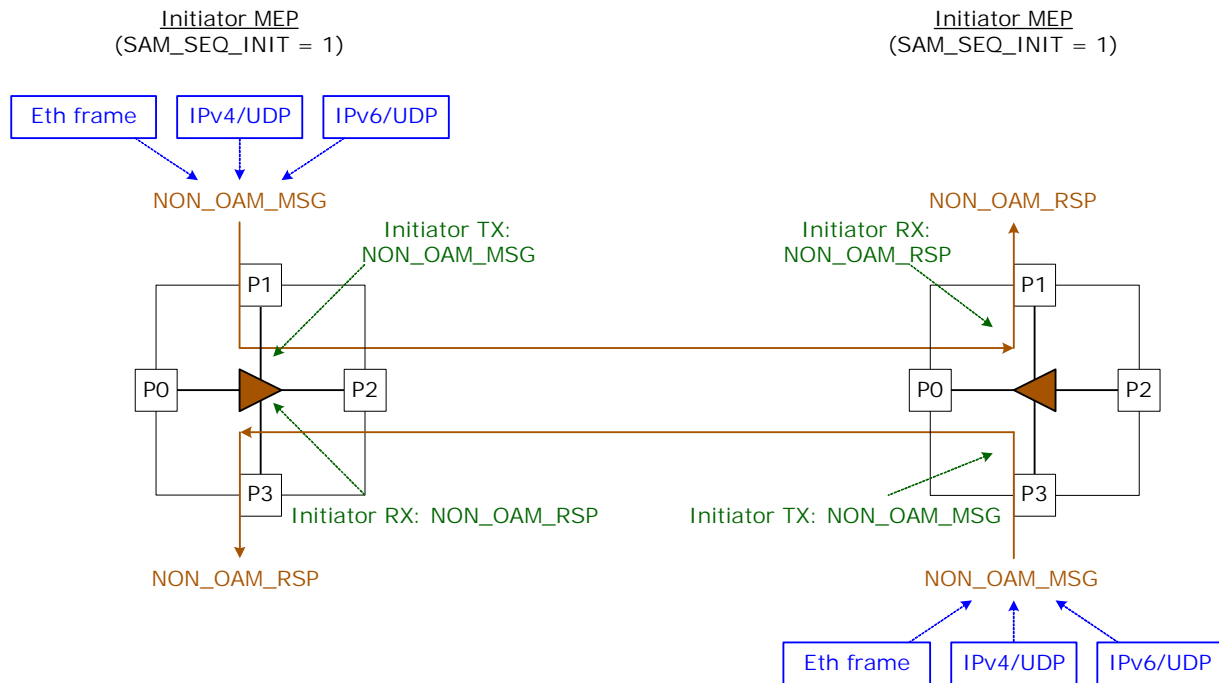 Initiator MEP
(SAM_SEQ_INIT = 1)
Initiator MEP
(SAM_SEQ_INIT = 1)
Eth frame
IPv4/UDP
IPv6/UDP
NON_OAM_MSG
NON_OAM_RSP
Initiator TX:
NON_OAM_MSG
Initiator RX:
NON_OAM_RSP
P1
P1
P0
P2
P0
P2
P3
P3
Initiator RX: NON_OAM_RSP
Initiator TX: NON_OAM_MSG
NON_OAM_RSP
NON_OAM_MSG
Eth frame
IPv4/UDP
IPv6/UDP